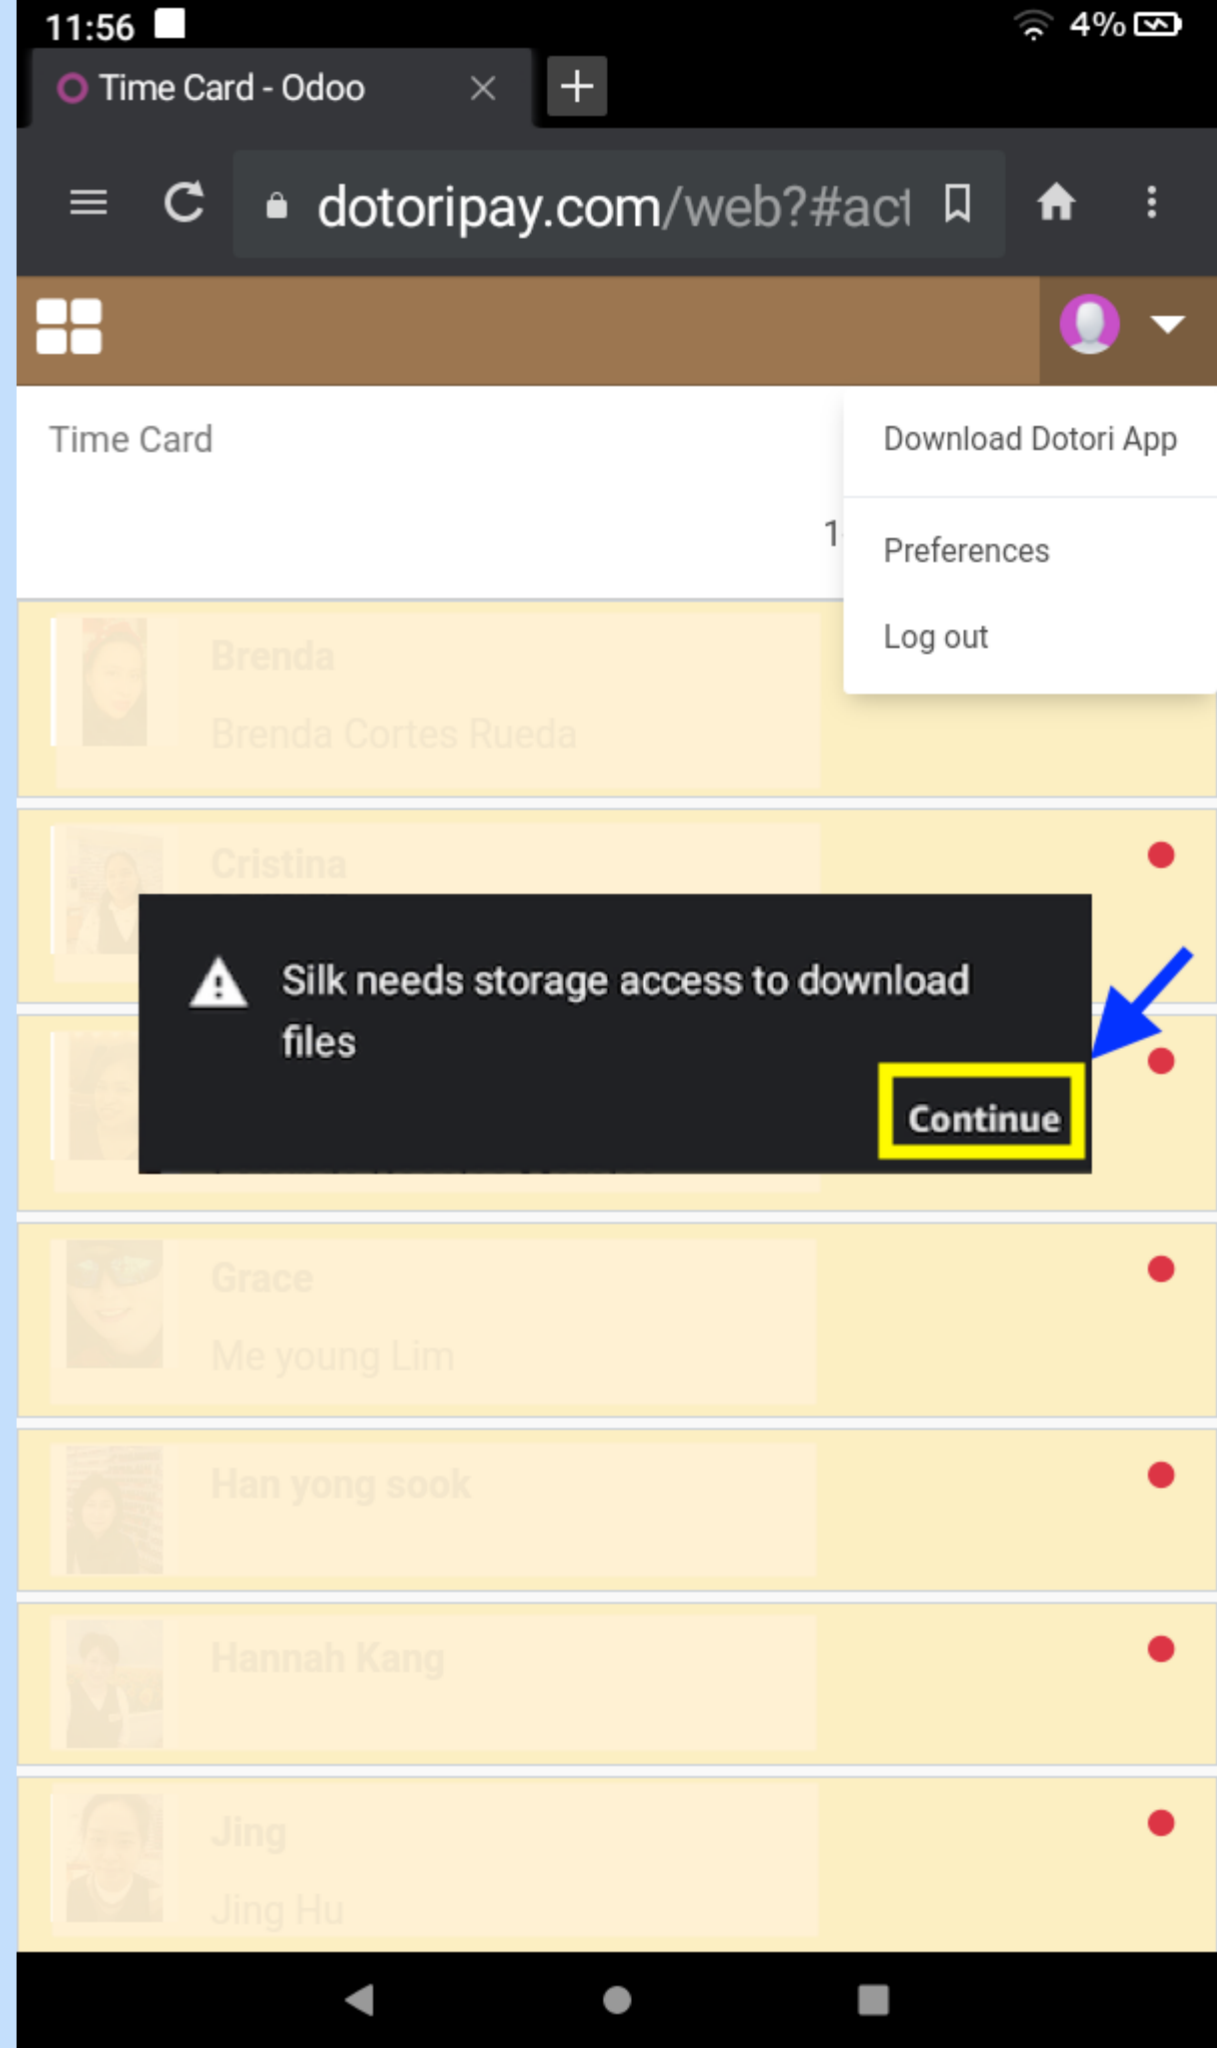 11:56
4%
Time Card - Odoo
dotoripay.com/web?#act
Time Card
Download Dotori App
1
Preferences
Log out
Brenda
Brenda Cortes Rueda
Cristina
Silk needs storage access to download
files
Continue
Grace
Me young Lim
Han yong sook
Hannah Kang
Jing
Jing Hu